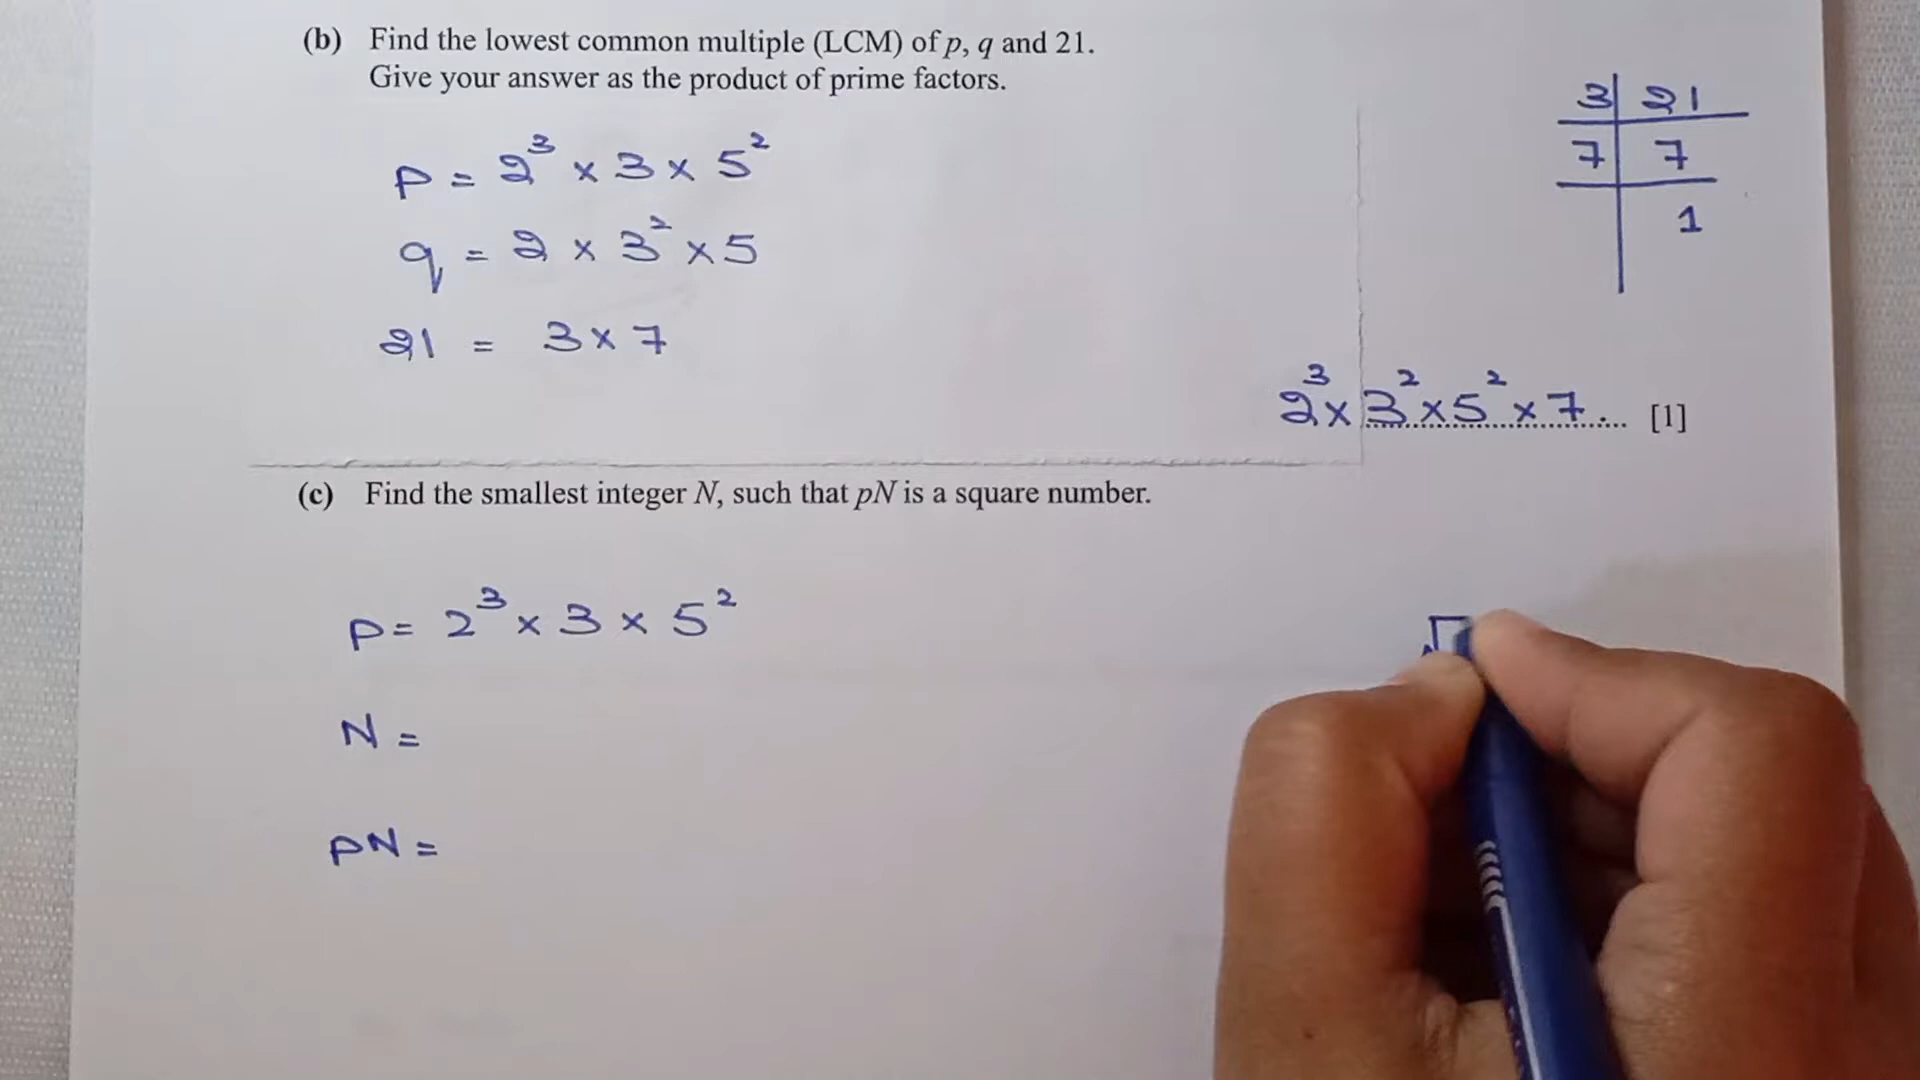 (b) Find the lowest common multiple (LCM) of p, q and 21.
Give your answer as the product of prime factors.
3 | 21
7 | 7
1
P = 2³ × 3 × 5²
q = 2 × 3² × 5
21 = 3 × 7
2³ × 3² × 5² × 7 .... [1]
(c) Find the smallest integer N, such that pN is a square number.
P = 2³ × 3 × 5²
N =
PN =